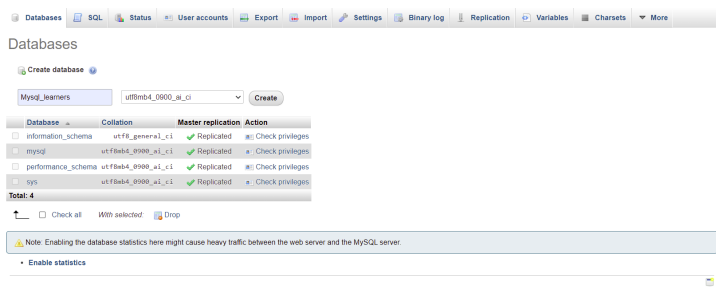 Databases SQL Status User accounts Export Import Settings Binary log Replication Variables Charsets More
Databases
Create database
Mysql_learners utf8mb4_0900_ai_ci Create
Database Collation Master replication Action
information_schema utf8_general_ci Replicated Check privileges
mysql utf8mb4_0900_ai_ci Replicated Check privileges
performance_schema utf8mb4_0900_ai_ci Replicated Check privileges
sys utf8mb4_0900_ai_ci Replicated Check privileges
Total: 4
Check all With selected: Drop
Note: Enabling the database statistics here might cause heavy traffic between the web server and the MySQL server.
• Enable statistics